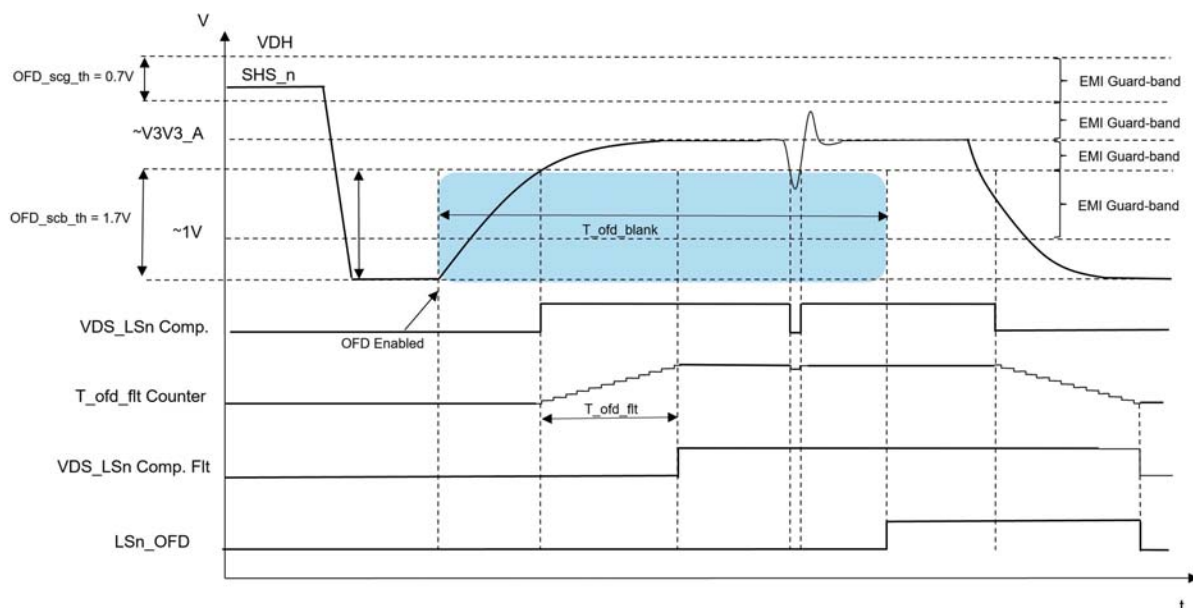 V
VDH
OFD_scg_th = 0.7V
SHS_n
EMI Guard-band
~V3V3_A
EMI Guard-band
EMI Guard-band
OFD_scb_th = 1.7V
~1V
T_ofd_blank
EMI Guard-band
VDS_LSn Comp.
OFD Enabled
T_ofd_flt Counter
T_ofd_flt
VDS_LSn Comp. Flt
LSn_OFD
t